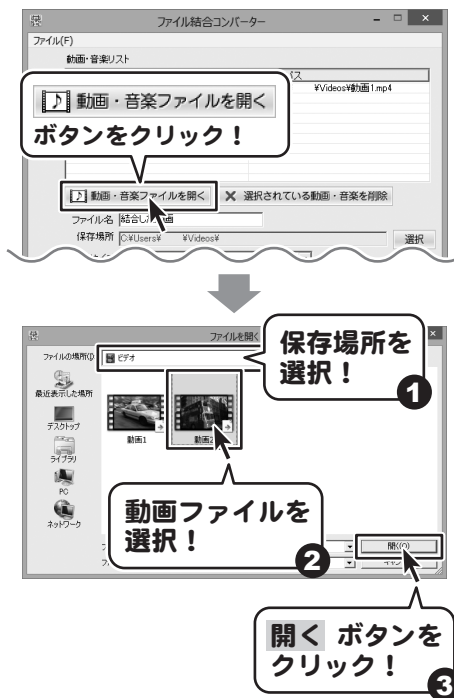 ファイル結合コンバーター
ファイル(F)
動画・音楽リスト
パス
¥Videos¥動画1.mp4
動画・音楽ファイルを開く
ボタンをクリック！
動画・音楽ファイルを開く
選択されている動画・音楽を削除
ファイル名
保存場所 C:¥Users¥ ¥Videos¥ 選択
ファイルを開く
保存場所を
選択！
1
ファイルの場所(I): ビデオ
最近表示した場所
デスクトップ
ライブラリ
PC
ネットワーク
動画1
動画2
動画ファイルを
選択！
2
開く(O)
開く ボタンを
クリック！
3